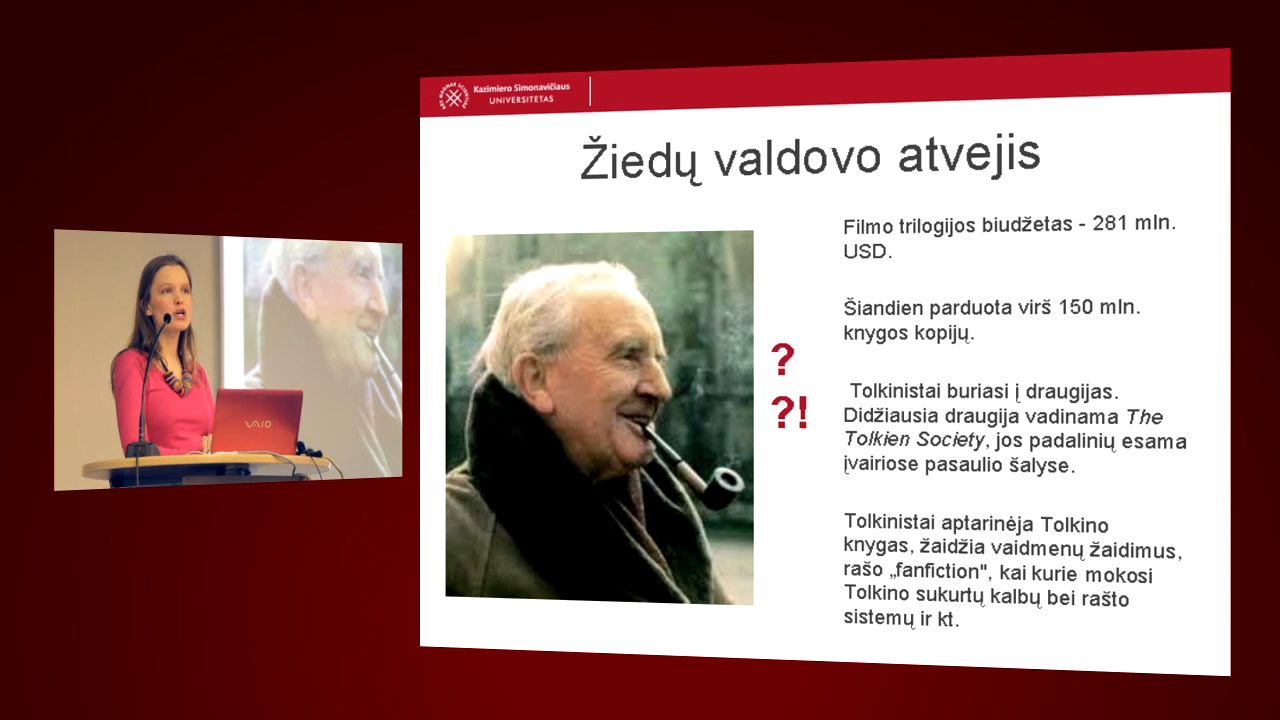 Kazimiero Simonavičiaus
UNIVERSITETAS
Žiedų valdovo atvejis
Filmo trilogijos biudžetas - 281 mln.
USD.
Šiandien parduota virš 150 mln.
knygos kopijų.
?
?!
Tolkinistai buriasi į draugijas.
Didžiausia draugija vadinama The
Tolkien Society, jos padalinių esama
įvairiose pasaulio šalyse.
Tolkinistai aptarinėja Tolkino
knygas, žaidžia vaidmenų žaidimus,
rašo „fanfiction", kai kurie mokosi
Tolkino sukurtų kalbų bei rašto
sistemų ir kt.
VAIO